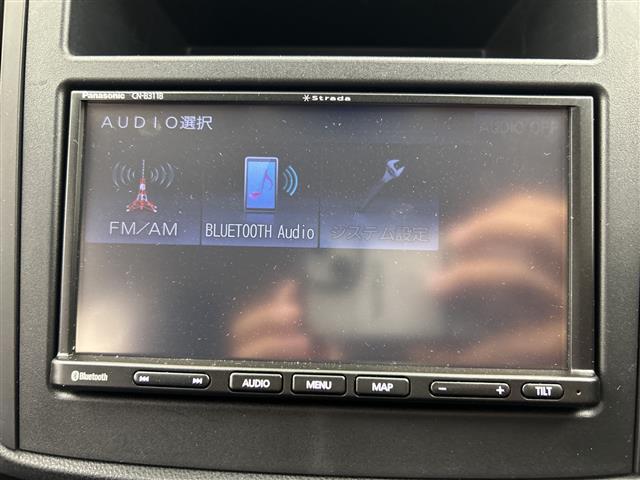 Panasonic CN-B311B
Strada
AUDIO選択
AUDIO OFF
FM/AM
BLUETOOTH Audio
システム設定
Bluetooth
AUDIO
MENU
MAP
− +
TILT